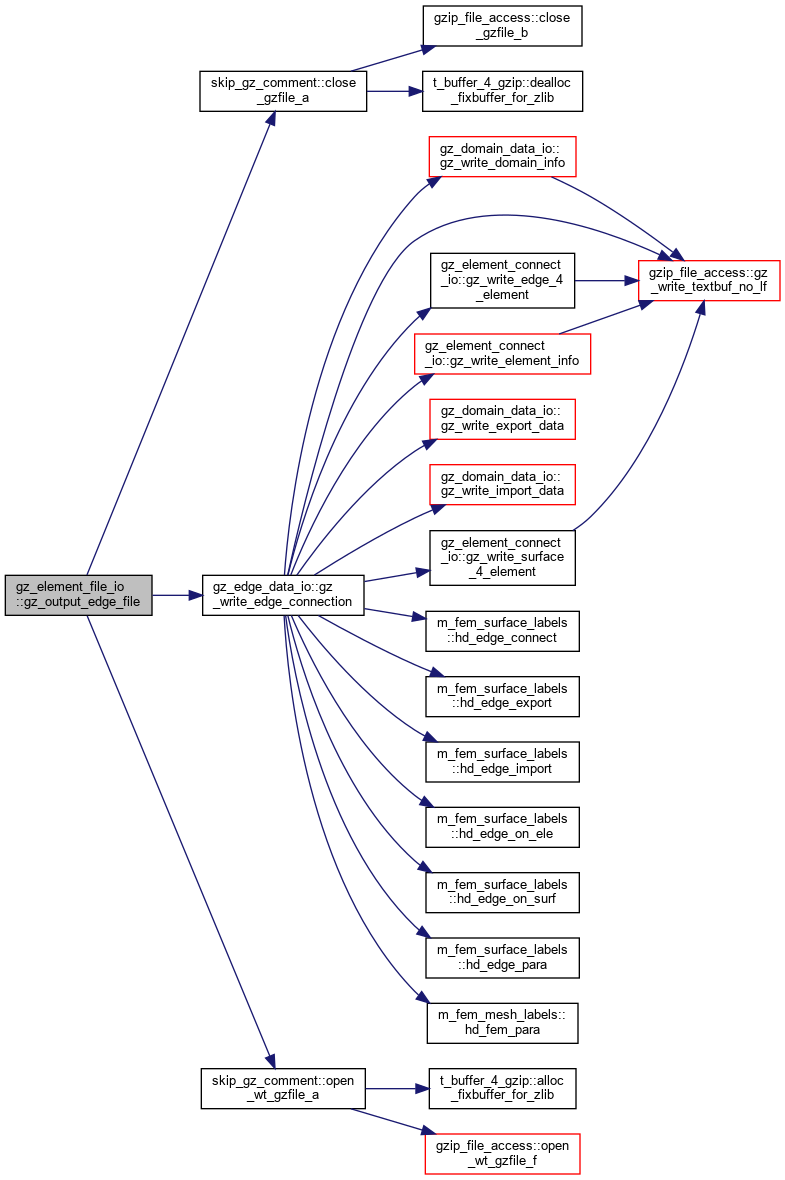 gzip_file_access::close
_gzfile_b
skip_gz_comment::close
_gzfile_a
t_buffer_4_gzip::dealloc
_fixbuffer_for_zlib
gz_domain_data_io::
gz_write_domain_info
gz_element_connect
_io::gz_write_edge_4
_element
gzip_file_access::gz
_write_textbuf_no_lf
gz_element_connect
_io::gz_write_element_info
gz_domain_data_io::
gz_write_export_data
gz_domain_data_io::
gz_write_import_data
gz_element_connect
_io::gz_write_surface
_4_element
gz_element_file_io
::gz_output_edge_file
gz_edge_data_io::gz
_write_edge_connection
m_fem_surface_labels
::hd_edge_connect
m_fem_surface_labels
::hd_edge_export
m_fem_surface_labels
::hd_edge_import
m_fem_surface_labels
::hd_edge_on_ele
m_fem_surface_labels
::hd_edge_on_surf
m_fem_surface_labels
::hd_edge_para
m_fem_mesh_labels::
hd_fem_para
skip_gz_comment::open
_wt_gzfile_a
t_buffer_4_gzip::alloc
_fixbuffer_for_zlib
gzip_file_access::open
_wt_gzfile_f